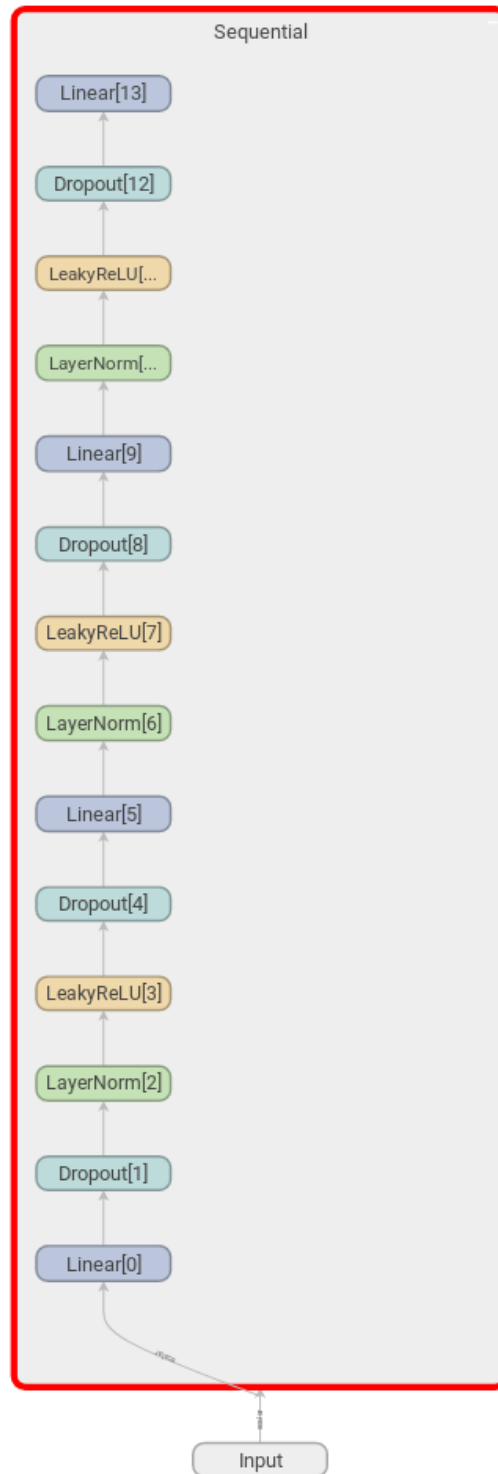 Sequential
Linear[13]
Dropout[12]
LeakyReLU[...
LayerNorm[...
Linear[9]
Dropout[8]
LeakyReLU[7]
LayerNorm[6]
Linear[5]
Dropout[4]
LeakyReLU[3]
LayerNorm[2]
Dropout[1]
Linear[0]
Input